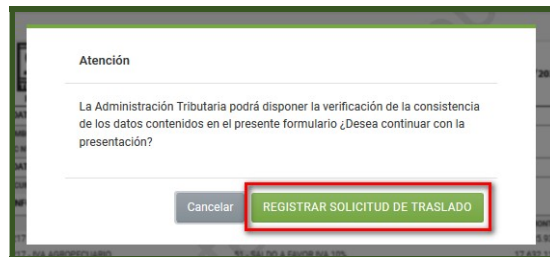 Atención
La Administración Tributaria podrá disponer la verificación de la consistencia
de los datos contenidos en el presente formulario ¿Desea continuar con la
presentación?
Cancelar REGISTRAR SOLICITUD DE TRASLADO